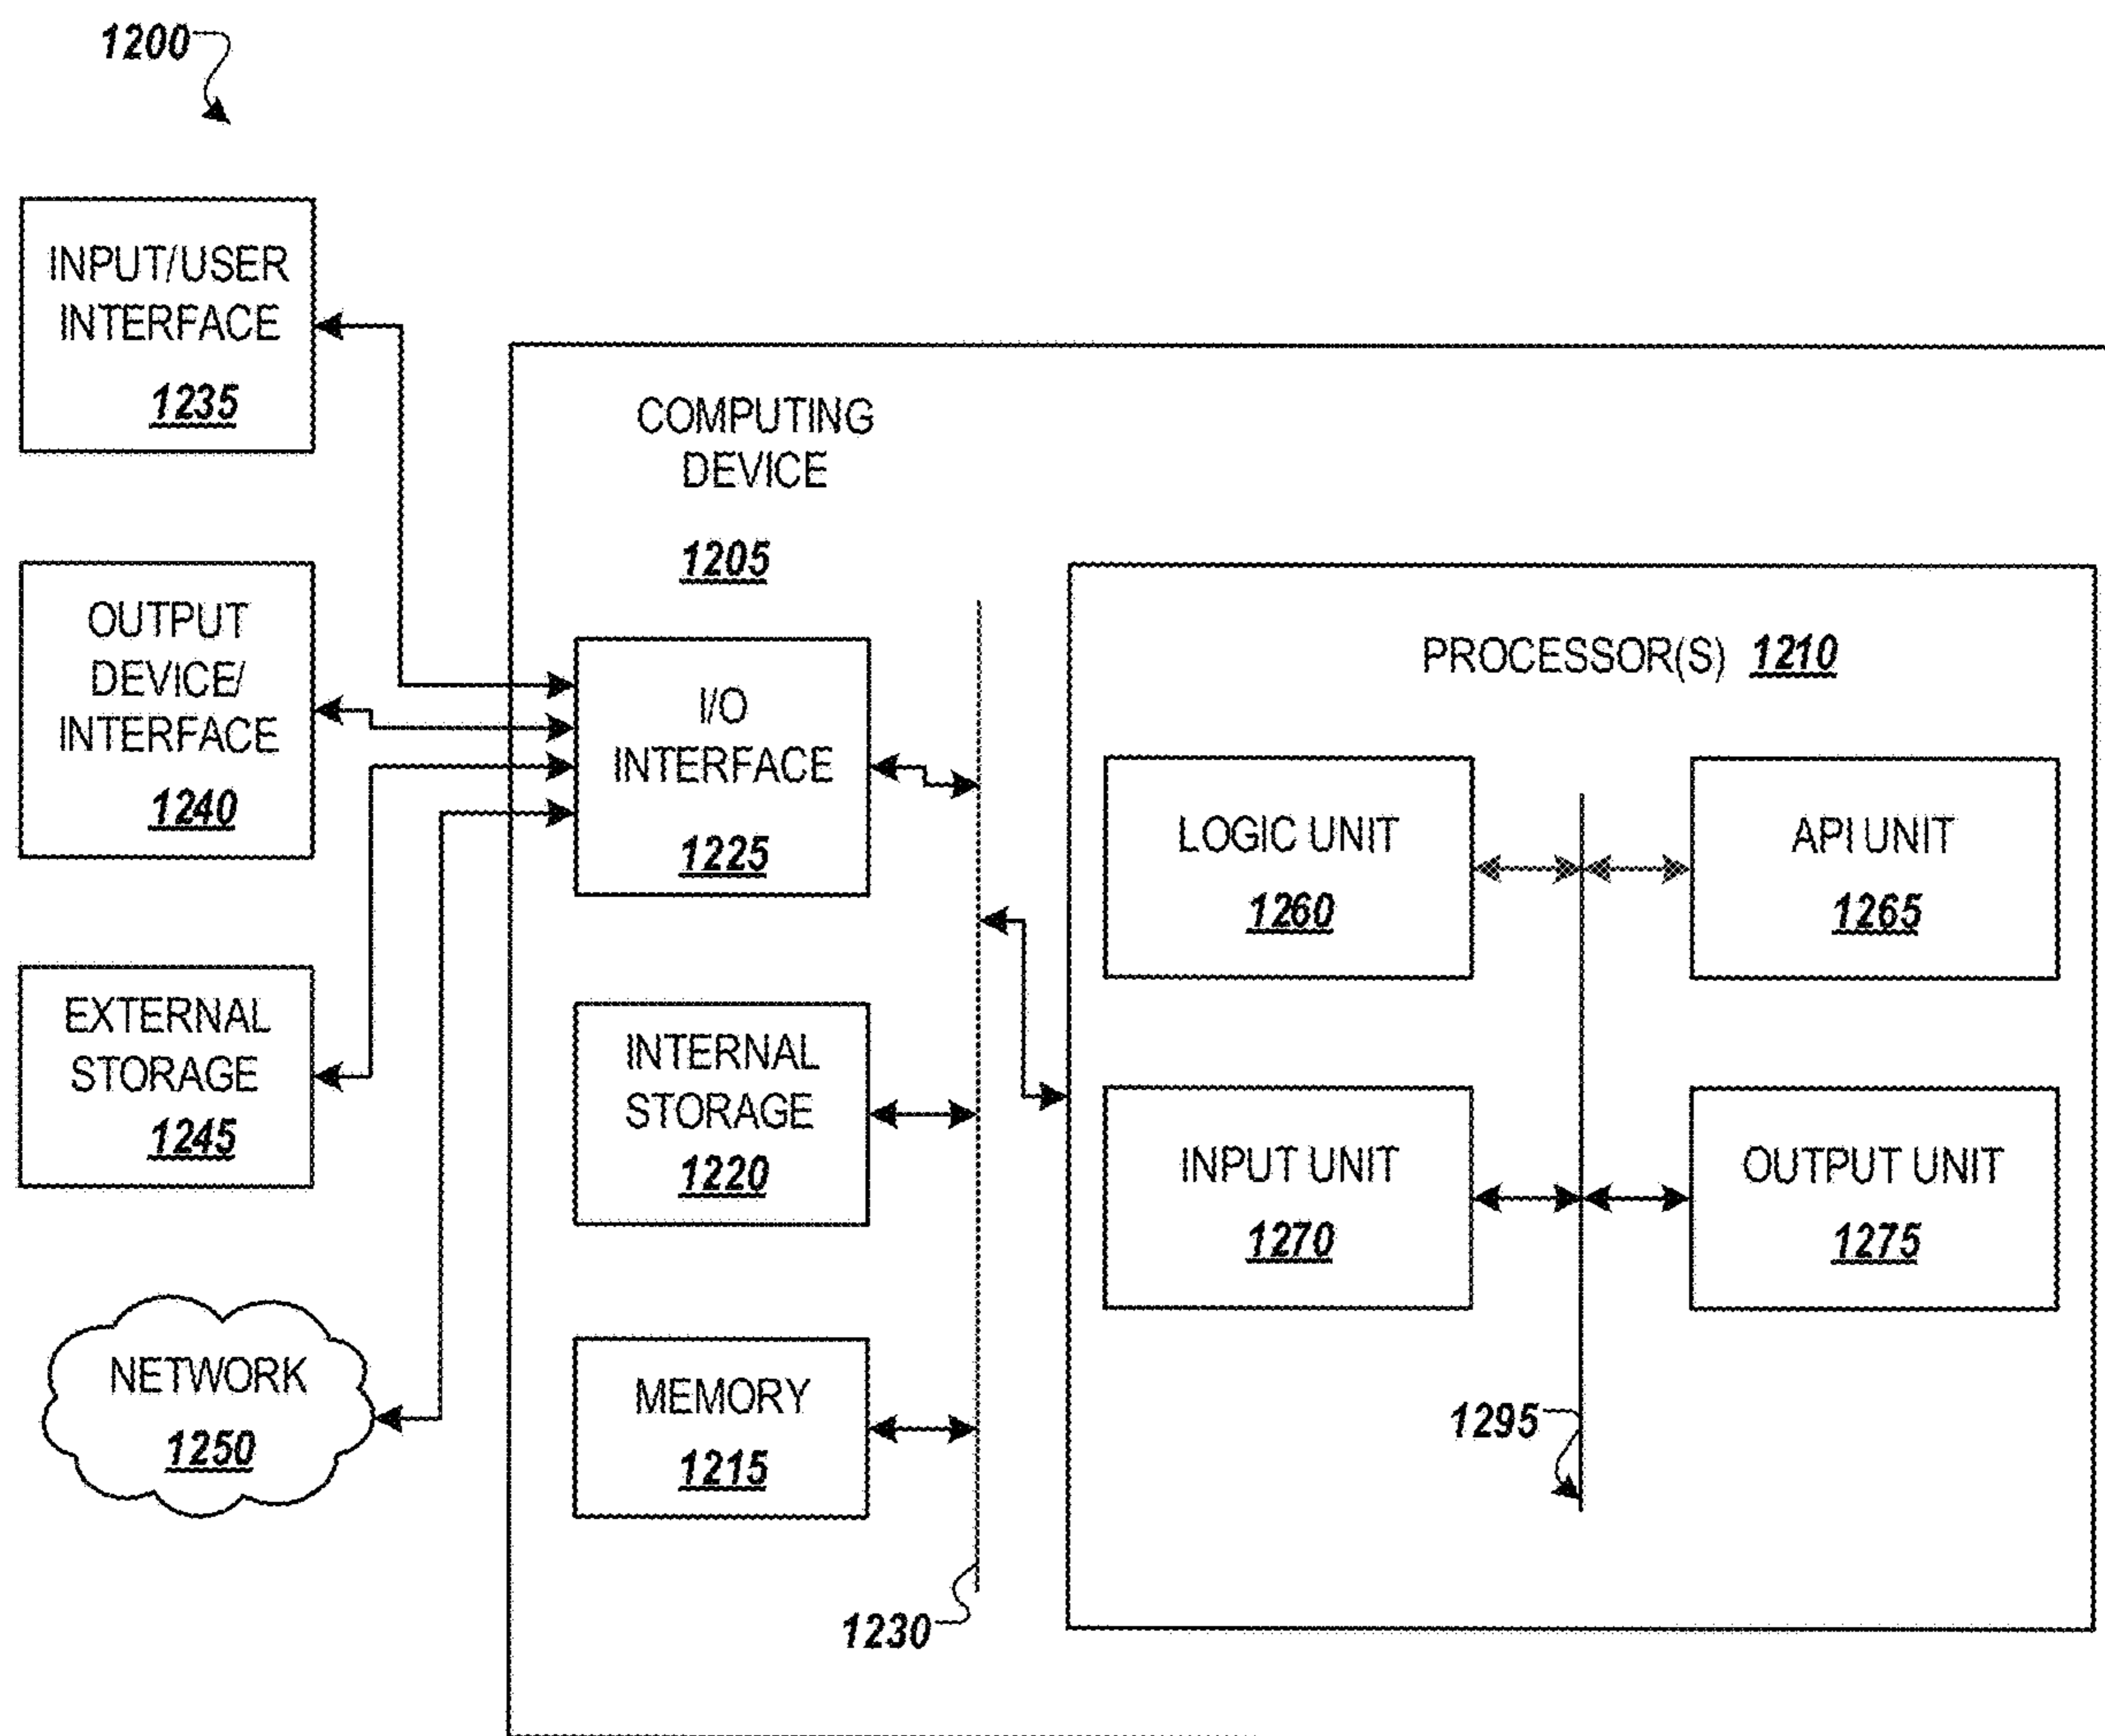 1200
INPUT/USER
INTERFACE
1235
OUTPUT
DEVICE/
INTERFACE
1240
EXTERNAL
STORAGE
1245
NETWORK
1250
COMPUTING
DEVICE
1205
I/O
INTERFACE
1225
INTERNAL
STORAGE
1220
MEMORY
1215
1230
PROCESSOR(S) 1210
LOGIC UNIT
1260
API UNIT
1265
INPUT UNIT
1270
OUTPUT UNIT
1275
1295